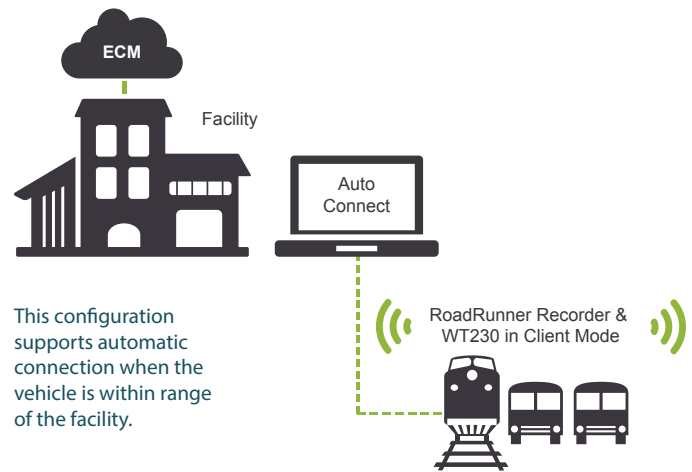 ECM
Facility
Auto
Connect
This configuration
supports automatic
connection when the
vehicle is within range
of the facility.
RoadRunner Recorder &
WT230 in Client Mode